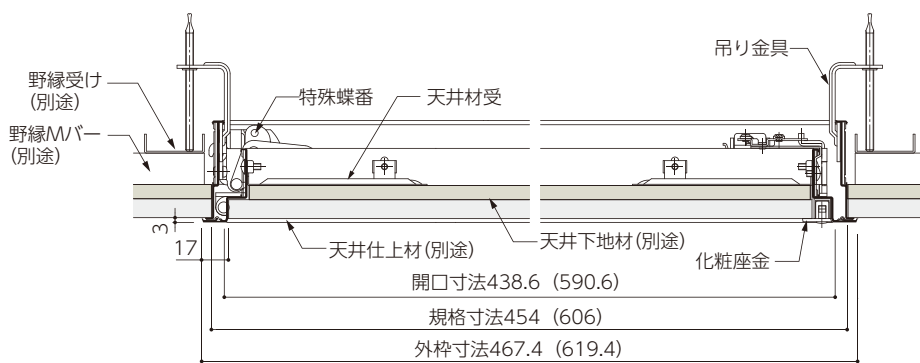 吊り金具
野縁受け
(別途)
特殊蝶番
天井材受
野縁Mバー
(別途)
3
17
天井仕上材(別途)
天井下地材(別途)
化粧座金
開口寸法438.6（590.6）
規格寸法454（606）
外枠寸法467.4（619.4）